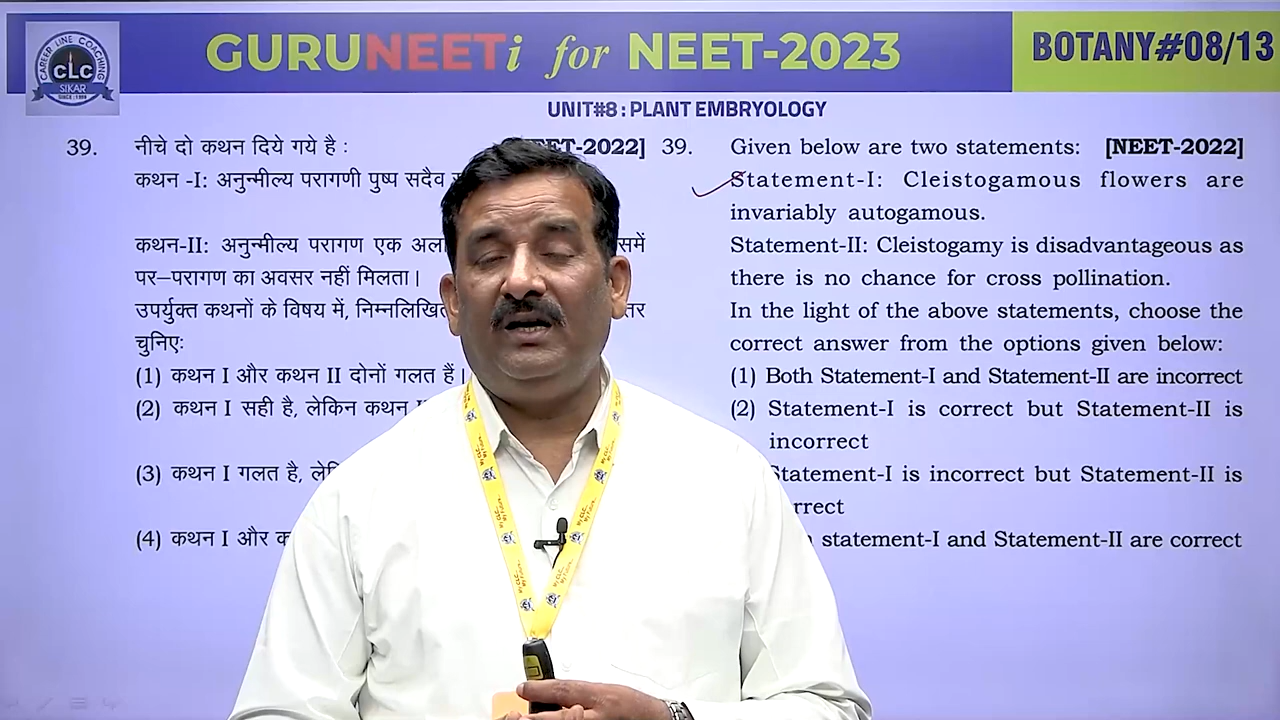 CAREER LINE COACHING
CLC
SIKAR
SINCE : 1996
GURUNEETi for NEET-2023
BOTANY#08/13
UNIT#8 : PLANT EMBRYOLOGY
39. नीचे दो कथन दिये गये है :
कथन -I: अनुन्मील्य परागणी पुष्प सदैव
कथन-II: अनुन्मील्य परागण एक
पर–परागण का अवसर नहीं मिलता।
उपर्युक्त कथनों के विषय में,
चुनिए:
(1) कथन I और कथन II दोनों गलत हैं।
(2) कथन I सही है, लेकिन कथन
(3) कथन I गलत है,
(4) कथन I और
39. Given below are two statements: [NEET-2022]
Statement-I: Cleistogamous flowers are
invariably autogamous.
Statement-II: Cleistogamy is disadvantageous as
there is no chance for cross pollination.
In the light of the above statements, choose the
correct answer from the options given below:
(1) Both Statement-I and Statement-II are incorrect
(2) Statement-I is correct but Statement-II is
incorrect
Statement-I is incorrect but Statement-II is
statement-I and Statement-II are correct